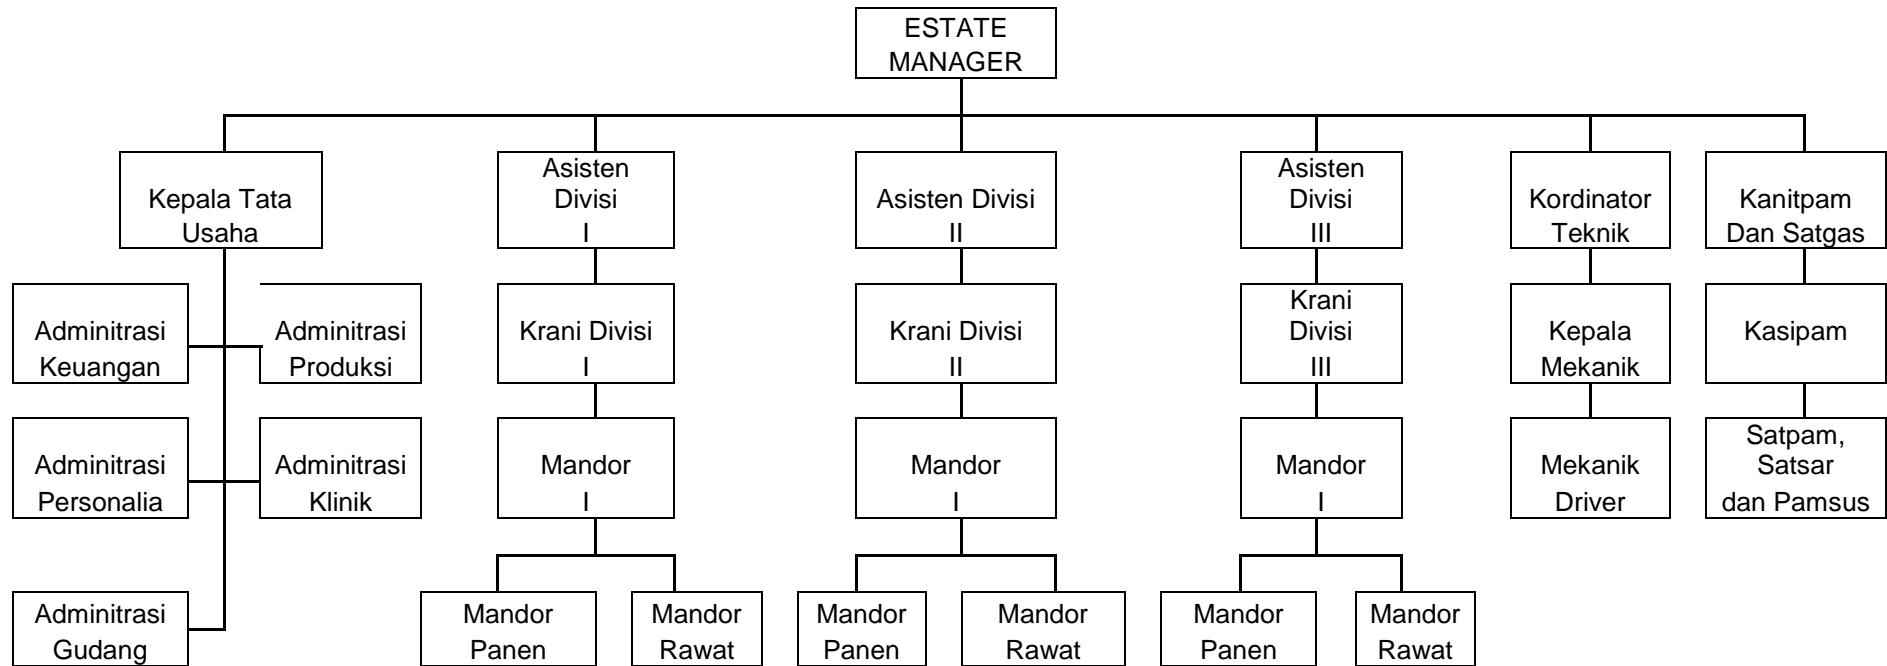 ESTATE
MANAGER
Kepala Tata
Usaha
Asisten
Divisi
I
Asisten Divisi
II
Asisten
Divisi
III
Kordinator
Teknik
Kanitpam
Dan Satgas
Adminitrasi
Keuangan
Adminitrasi
Produksi
Krani Divisi
I
Krani Divisi
II
Krani
Divisi
III
Kepala
Mekanik
Kasipam
Adminitrasi
Personalia
Adminitrasi
Klinik
Mandor
I
Mandor
I
Mandor
I
Mekanik
Driver
Satpam,
Satsar
dan Pamsus
Adminitrasi
Gudang
Mandor
Panen
Mandor
Rawat
Mandor
Panen
Mandor
Rawat
Mandor
Panen
Mandor
Rawat